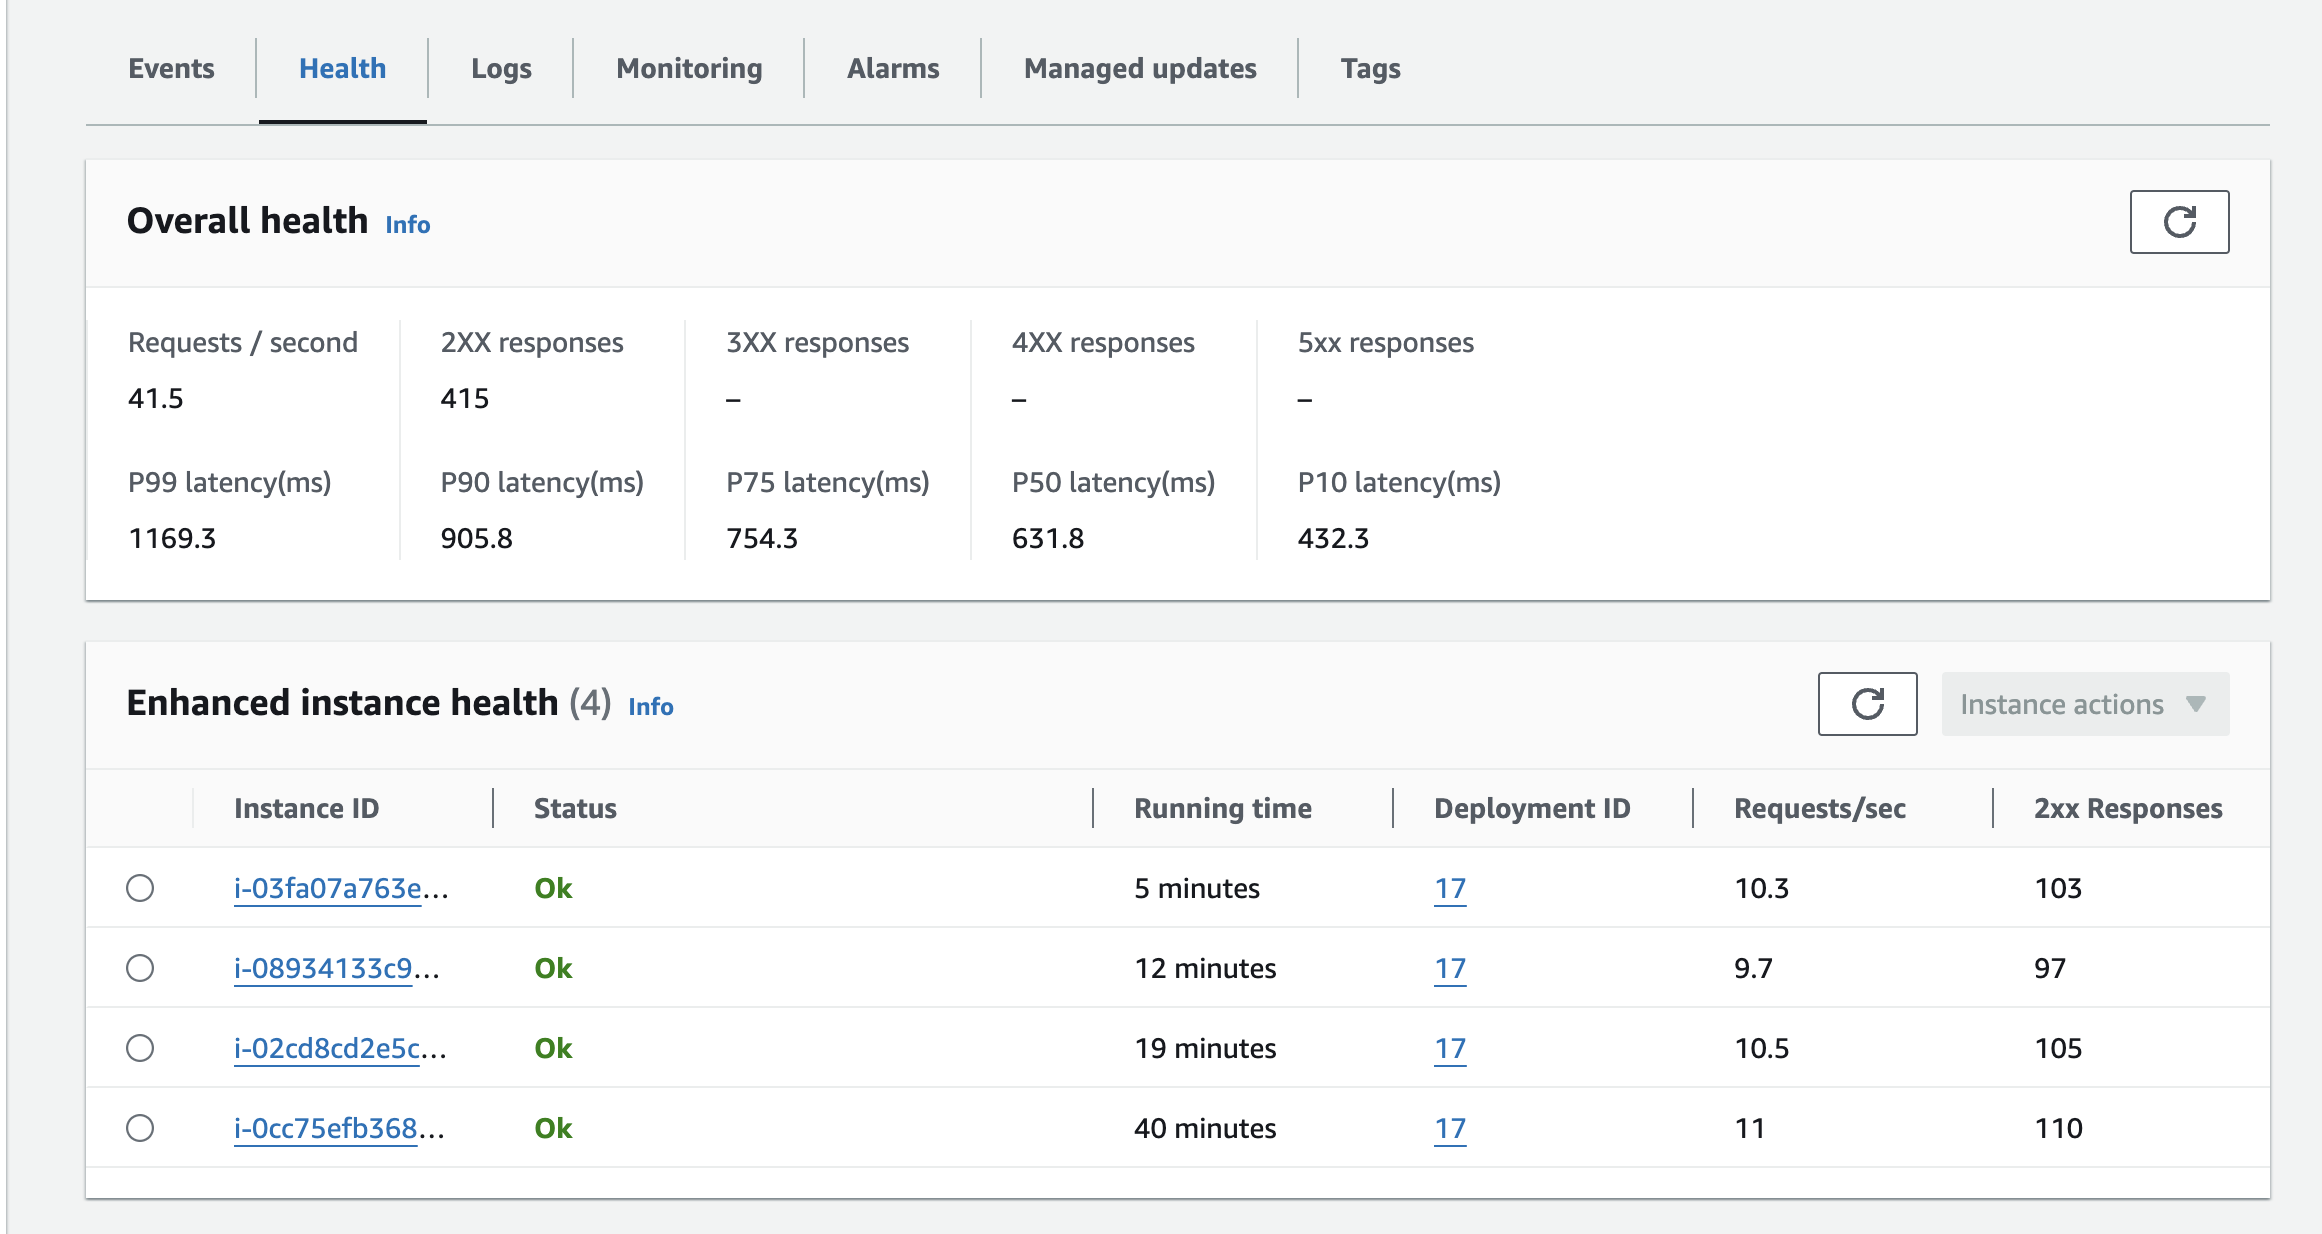 Events Health Logs Monitoring Alarms Managed updates Tags
Overall health Info
Requests / second 2XX responses 3XX responses 4XX responses 5xx responses
41.5 415 – – –
P99 latency(ms) P90 latency(ms) P75 latency(ms) P50 latency(ms) P10 latency(ms)
1169.3 905.8 754.3 631.8 432.3
Enhanced instance health (4) Info Instance actions
Instance ID Status Running time Deployment ID Requests/sec 2xx Responses
i-03fa07a763e... Ok 5 minutes 17 10.3 103
i-08934133c9... Ok 12 minutes 17 9.7 97
i-02cd8cd2e5c... Ok 19 minutes 17 10.5 105
i-0cc75efb368... Ok 40 minutes 17 11 110